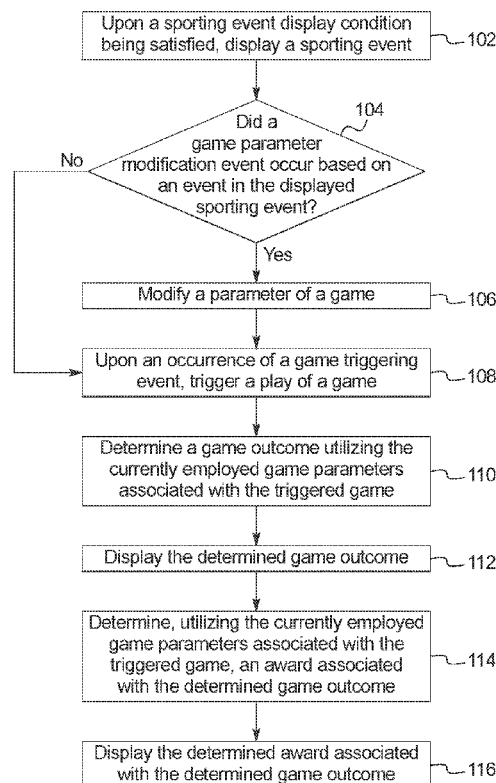 Upon a sporting event display condition
being satisfied, display a sporting event
102
104
Did a
game parameter
modification event occur based on
an event in the displayed
sporting event?
No
Yes
Modify a parameter of a game
106
Upon an occurrence of a game triggering
event, trigger a play of a game
108
Determine a game outcome utilizing the
currently employed game parameters
associated with the triggered game
110
Display the determined game outcome
112
Determine, utilizing the currently employed
game parameters associated with the
triggered game, an award associated
with the determined game outcome
114
Display the determined award associated
with the determined game outcome
116